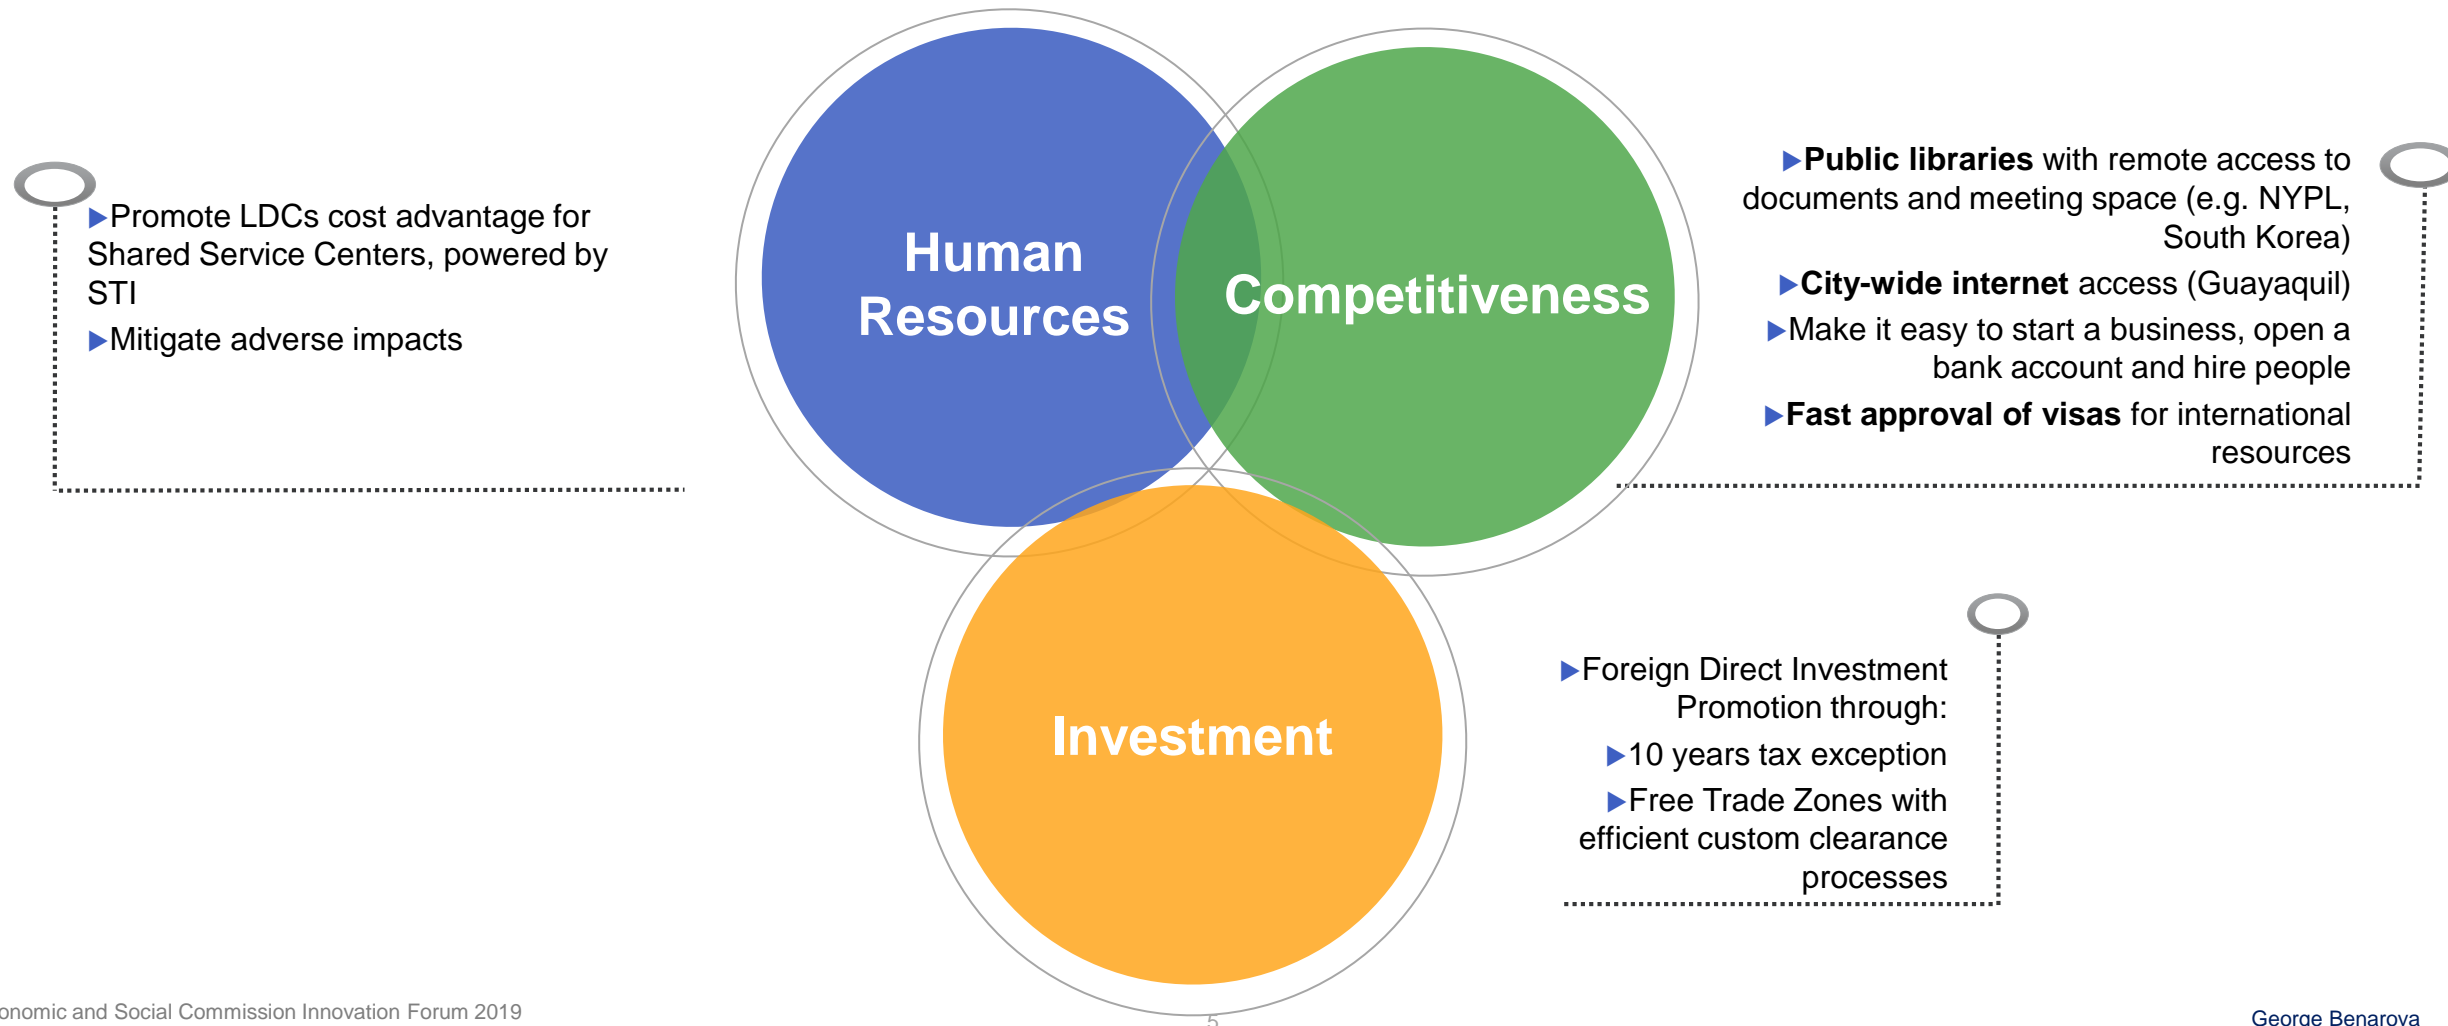 Human
Resources
Competitiveness
Investment
▶Promote LDCs cost advantage for
Shared Service Centers, powered by
STI
▶Mitigate adverse impacts
▶Public libraries with remote access to
documents and meeting space (e.g. NYPL,
South Korea)
▶City-wide internet access (Guayaquil)
▶Make it easy to start a business, open a
bank account and hire people
▶Fast approval of visas for international
resources
▶Foreign Direct Investment
Promotion through:
▶10 years tax exception
▶Free Trade Zones with
efficient custom clearance
processes
onomic and Social Commission Innovation Forum 2019
5
George Benaroya